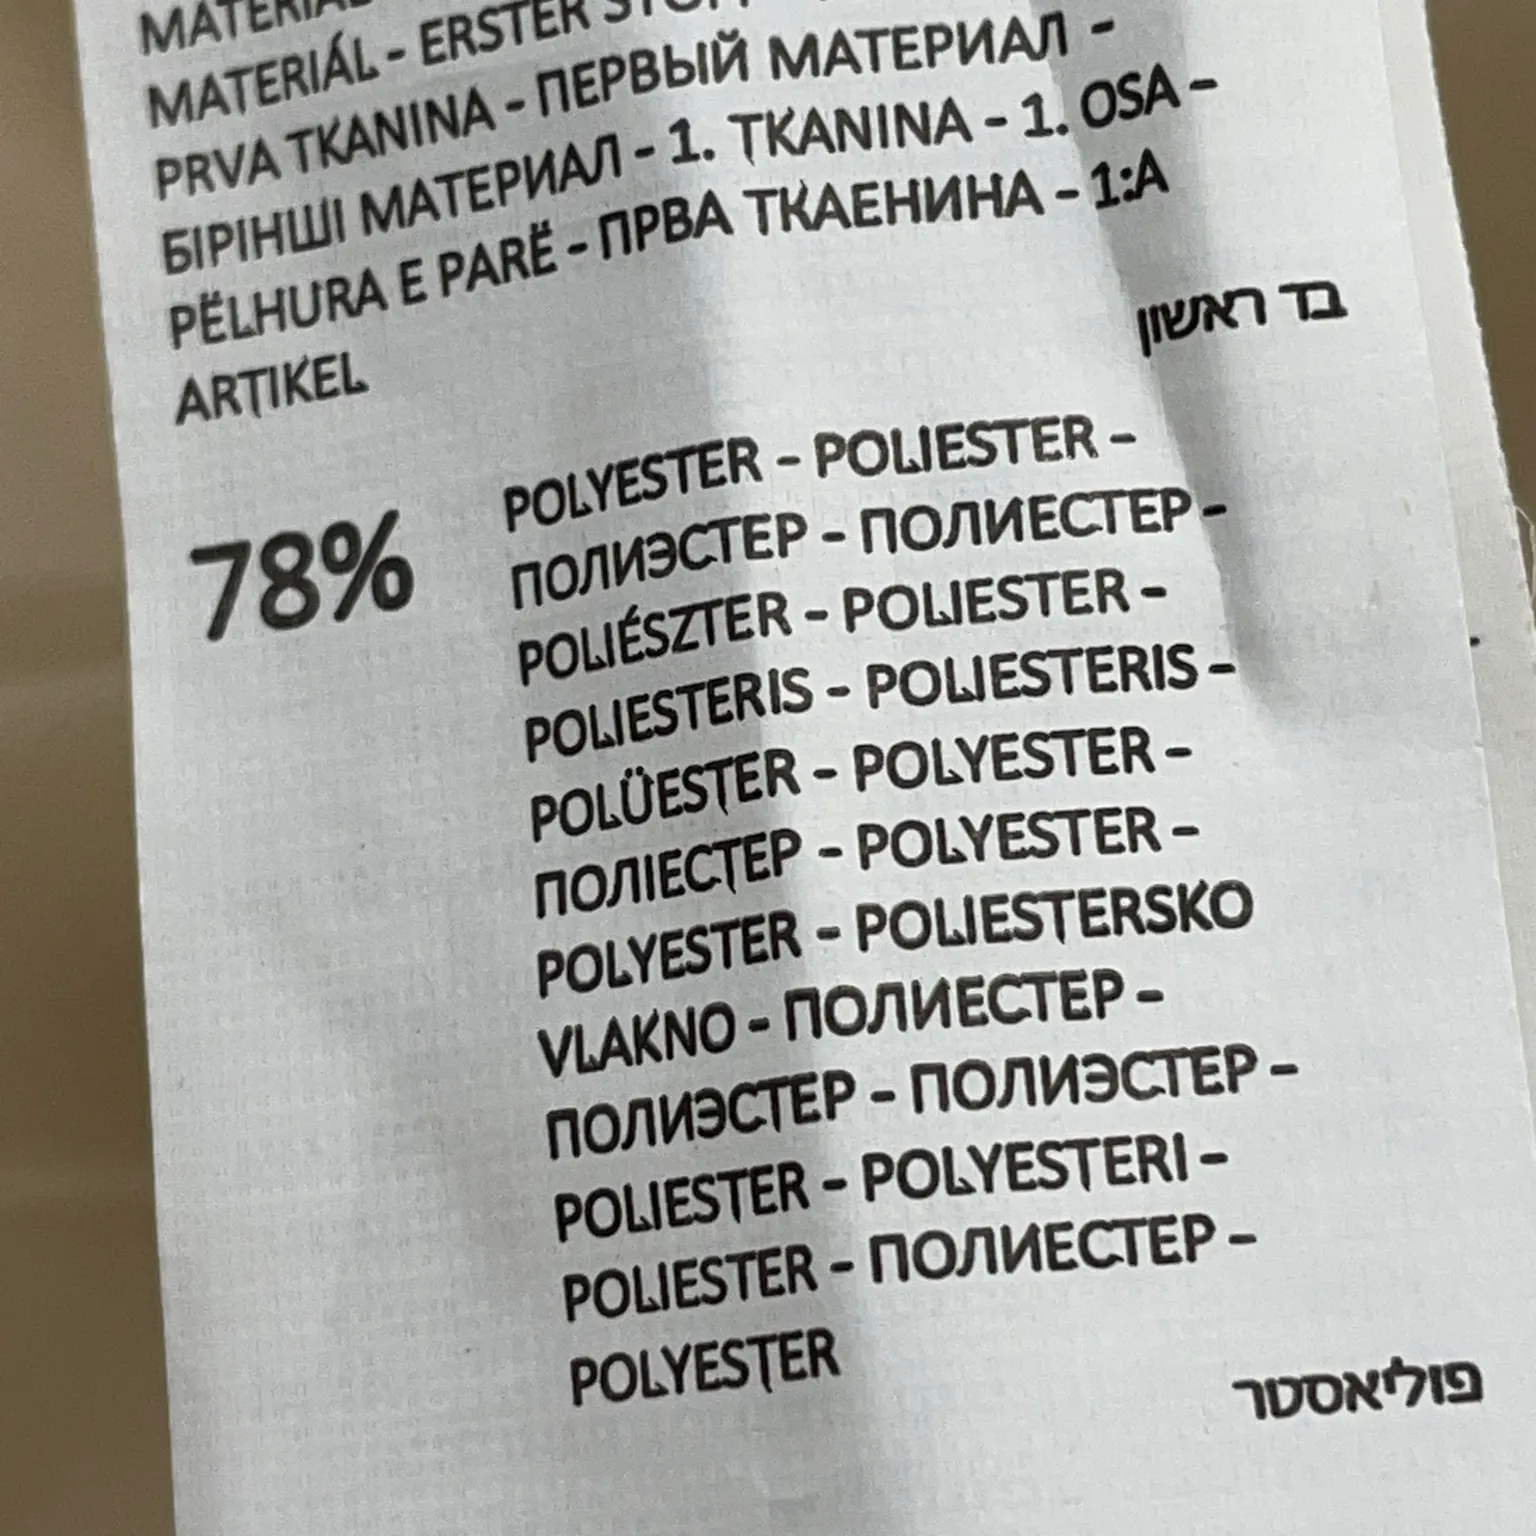 MATERIÁL - ERSTER STOFF -
PRVA TKANINA - ПЕРВЫЙ МАТЕРИАЛ -
БІРІНШІ МАТЕРИАЛ - 1. TKANINA - 1. OSA -
PËLHURA E PARË - ПРВА ТКАЕНИНА - 1:A
ARTIKEL
בד ראשון
78%
POLYESTER - POLIESTER -
ПОЛИЭСТЕР - ПОЛИЕСТЕР -
POLIÉSZTER - POLIESTER -
POLIESTERIS - POLIESTERIS -
POLÜESTER - POLYESTER -
ПОЛІЕСТЕР - POLYESTER -
POLYESTER - POLIESTERSKO
VLAKNO - ПОЛИЕСТЕР -
ПОЛИЭСТЕР - ПОЛИЭСТЕР -
POLIESTER - POLYESTERI -
POLIESTER - ПОЛИЕСТЕР -
POLYESTER
פוליאסטר